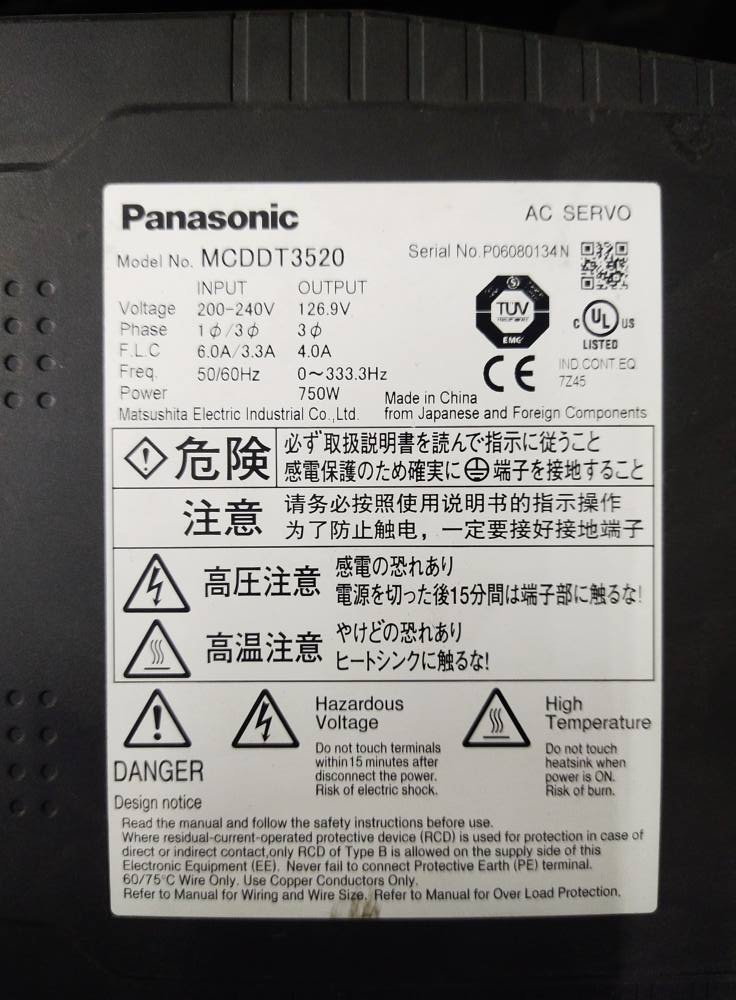 Panasonic
AC SERVO
Model No. MCDDT3520
Serial No.P06080134N
INPUT OUTPUT
Voltage 200-240V 126.9V
Phase 1ϕ/3ϕ 3ϕ
F.L.C 6.0A/3.3A 4.0A
Freq. 50/60Hz 0～333.3Hz
Power 750W
TÜV
EMC
C UL US
LISTED
IND.CONT.EQ.
7Z45
CE
Made in China
Matsushita Electric Industrial Co.,Ltd. from Japanese and Foreign Components
危険
必ず取扱説明書を読んで指示に従うこと
感電保護のため確実に端子を接地すること
注意
请务必按照使用说明书的指示操作
为了防止触电，一定要接好接地端子
高圧注意
感電の恐れあり
電源を切った後15分間は端子部に触るな!
高温注意
やけどの恐れあり
ヒートシンクに触るな!
DANGER
Hazardous
Voltage
Do not touch terminals
within15 minutes after
disconnect the power.
Risk of electric shock.
High
Temperature
Do not touch
heatsink when
power is ON.
Risk of burn.
Design notice
Read the manual and follow the safety instructions before use.
Where residual-current-operated protective device (RCD) is used for protection in case of
direct or indirect contact,only RCD of Type B is allowed on the supply side of this
Electronic Equipment (EE). Never fail to connect Protective Earth (PE) terminal.
60/75°C Wire Only. Use Copper Conductors Only.
Refer to Manual for Wiring and Wire Size. Refer to Manual for Over Load Protection.